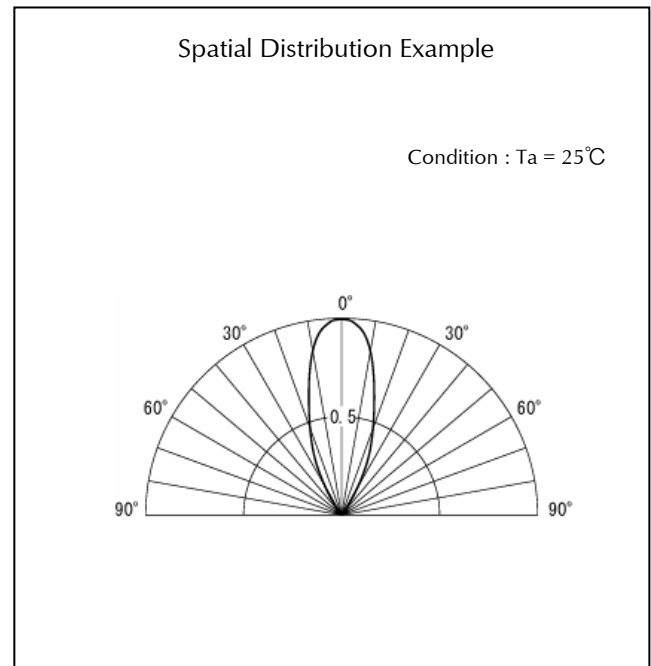 Spatial Distribution Example
Condition : Ta = 25℃
0°
30° 30°
60° 0. 5 60°
90° 90°